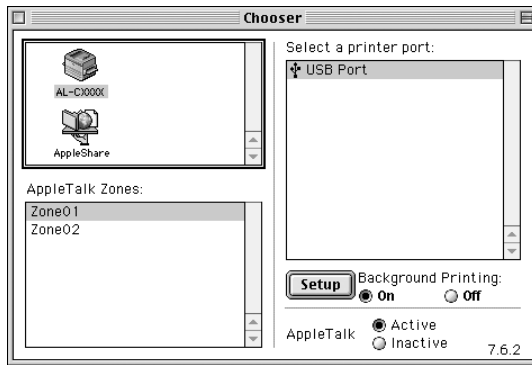 Chooser
AL-CXXXX
AppleShare
AppleTalk Zones:
Zone01
Zone02
Select a printer port:
USB Port
Setup
Background Printing:
On
Off
AppleTalk
Active
Inactive
7.6.2